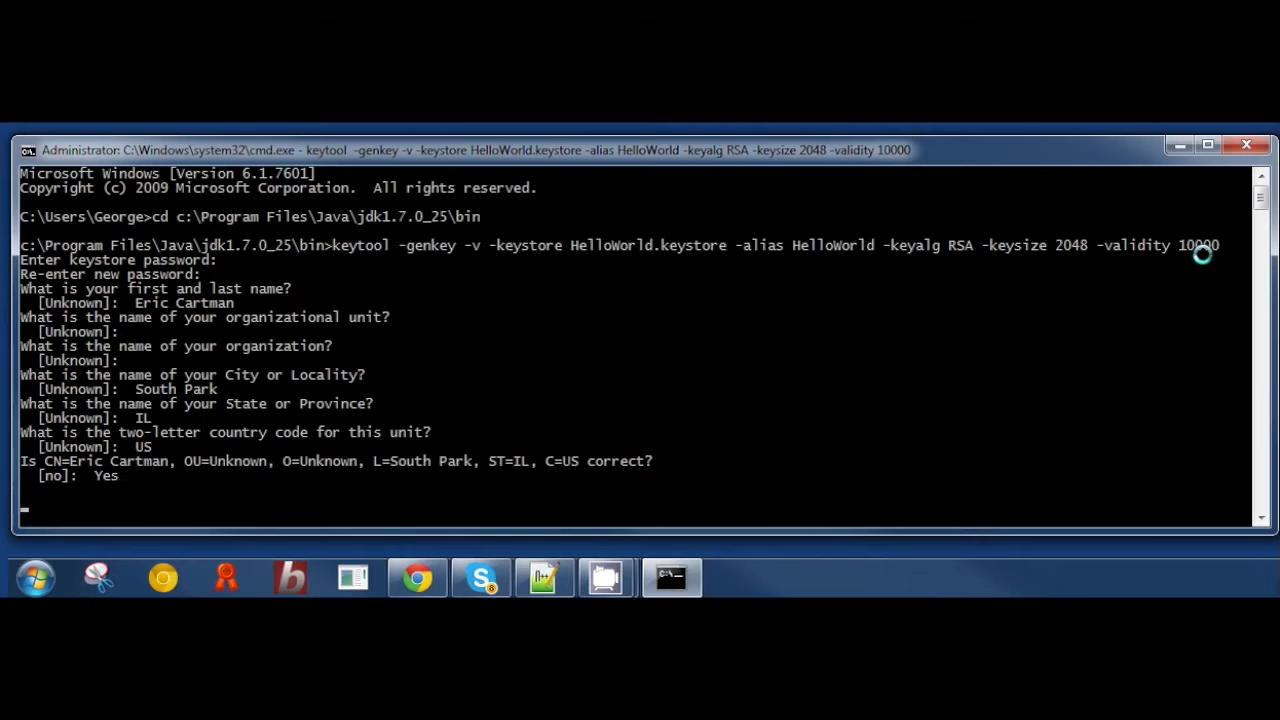 Administrator: C:\Windows\system32\cmd.exe - keytool  -genkey -v -keystore HelloWorld.keystore -alias HelloWorld -keyalg RSA -keysize 2048 -validity 10000
Microsoft Windows [Version 6.1.7601]
Copyright (c) 2009 Microsoft Corporation.  All rights reserved.
C:\Users\George>cd c:\Program Files\Java\jdk1.7.0_25\bin
c:\Program Files\Java\jdk1.7.0_25\bin>keytool -genkey -v -keystore HelloWorld.keystore -alias HelloWorld -keyalg RSA -keysize 2048 -validity 10000
Enter keystore password:
Re-enter new password:
What is your first and last name?
[Unknown]:  Eric Cartman
What is the name of your organizational unit?
[Unknown]:
What is the name of your organization?
[Unknown]:
What is the name of your City or Locality?
[Unknown]:  South Park
What is the name of your State or Province?
[Unknown]:  IL
What is the two-letter country code for this unit?
[Unknown]:  US
Is CN=Eric Cartman, OU=Unknown, O=Unknown, L=South Park, ST=IL, C=US correct?
[no]:  Yes